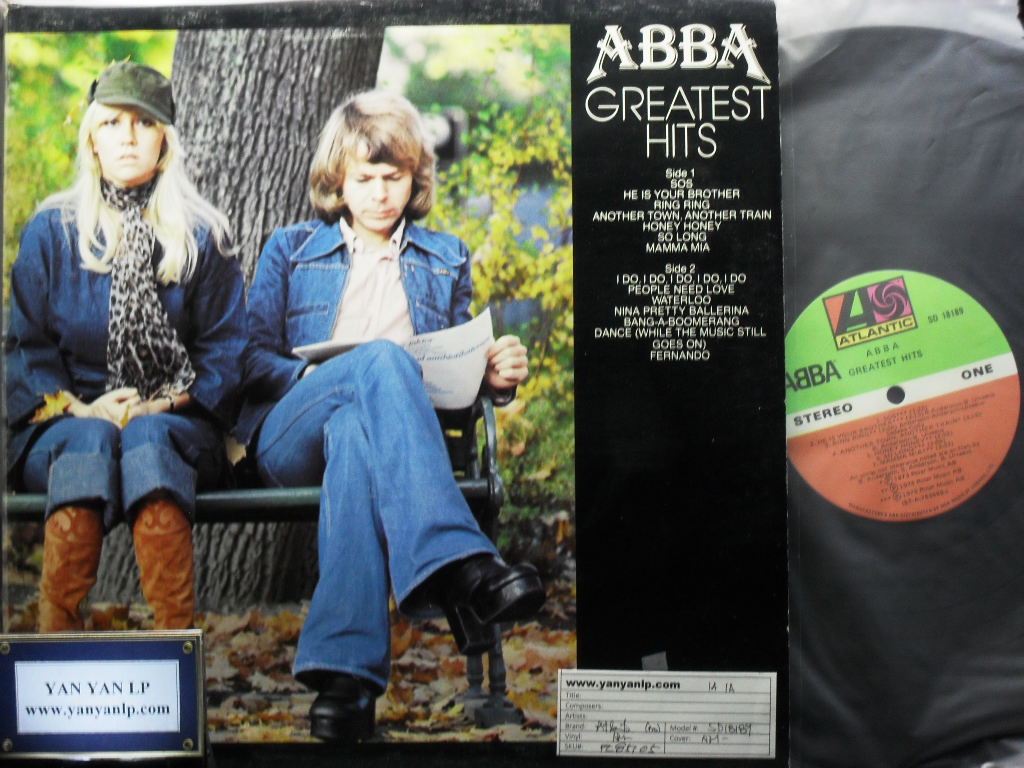 ABBA
GREATEST
HITS
Side 1
SOS
HE IS YOUR BROTHER
RING RING
ANOTHER TOWN, ANOTHER TRAIN
HONEY HONEY
SO LONG
MAMMA MIA
Side 2
I DO, I DO, I DO, I DO, I DO
PEOPLE NEED LOVE
WATERLOO
NINA PRETTY BALLERINA
BANG-A-BOOMERANG
DANCE (WHILE THE MUSIC STILL
GOES ON)
FERNANDO
ATLANTIC
SD 18189
ABBA
GREATEST HITS
ABBA
STEREO
ONE
YAN YAN LP
www.yanyanlp.com
www.yanyanlp.com
Title:
Composers:
Artists:
Brand:
Model#: SD18189
Vinyl:
Cover:
SKU#: